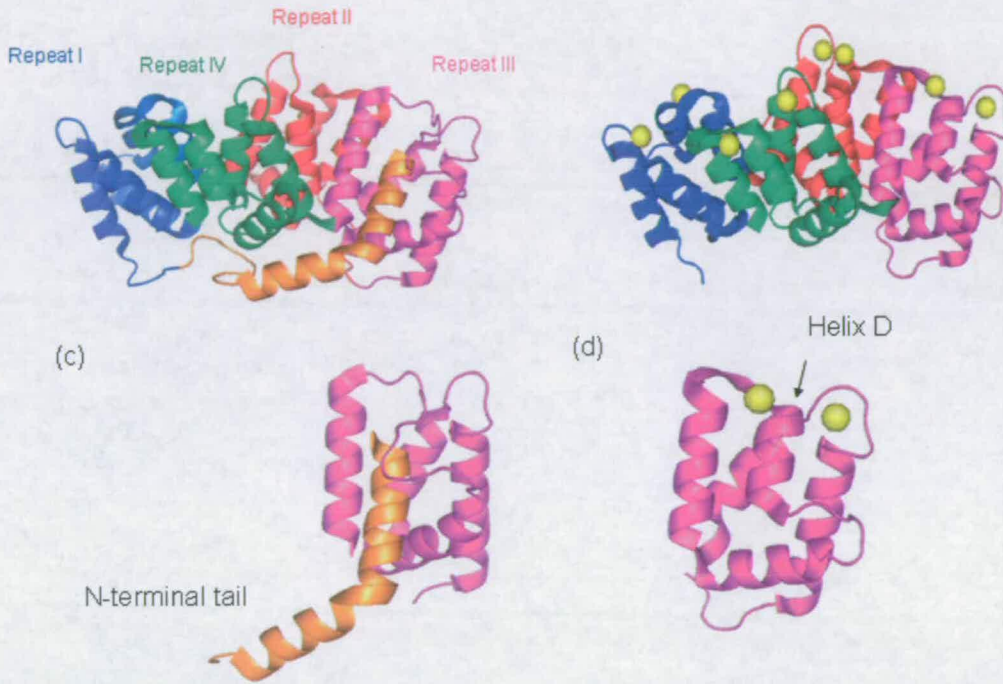 Repeat II
Repeat I
Repeat IV
Repeat III
Helix D
(c)
(d)
N-terminal tail